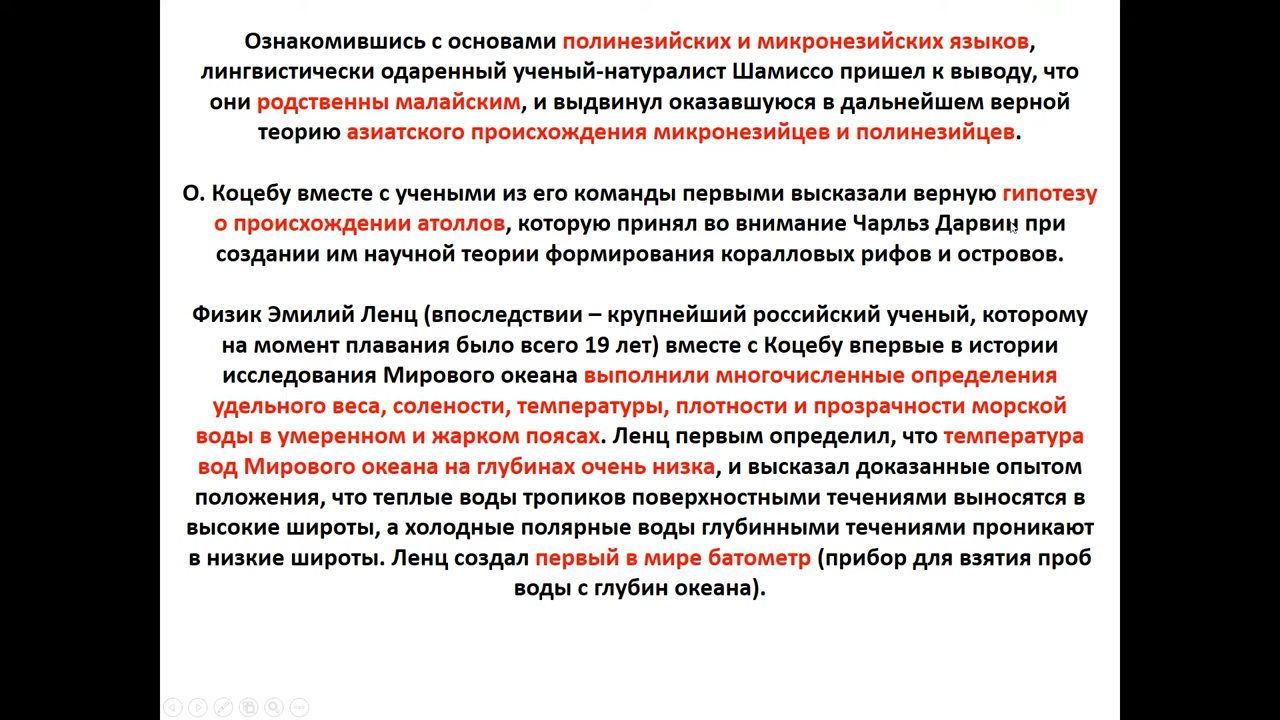 Ознакомившись с основами полинезийских и микронезийских языков,
лингвистически одаренный ученый-натуралист Шамиссо пришел к выводу, что
они родственны малайским, и выдвинул оказавшуюся в дальнейшем верной
теорию азиатского происхождения микронезийцев и полинезийцев.
О. Коцебу вместе с учеными из его команды первыми высказали верную гипотезу
о происхождении атоллов, которую принял во внимание Чарльз Дарвин при
создании им научной теории формирования коралловых рифов и островов.
Физик Эмилий Ленц (впоследствии – крупнейший российский ученый, которому
на момент плавания было всего 19 лет) вместе с Коцебу впервые в истории
исследования Мирового океана выполнили многочисленные определения
удельного веса, солености, температуры, плотности и прозрачности морской
воды в умеренном и жарком поясах. Ленц первым определил, что температура
вод Мирового океана на глубинах очень низка, и высказал доказанные опытом
положения, что теплые воды тропиков поверхностными течениями выносятся в
высокие широты, а холодные полярные воды глубинными течениями проникают
в низкие широты. Ленц создал первый в мире батометр (прибор для взятия проб
воды с глубин океана).